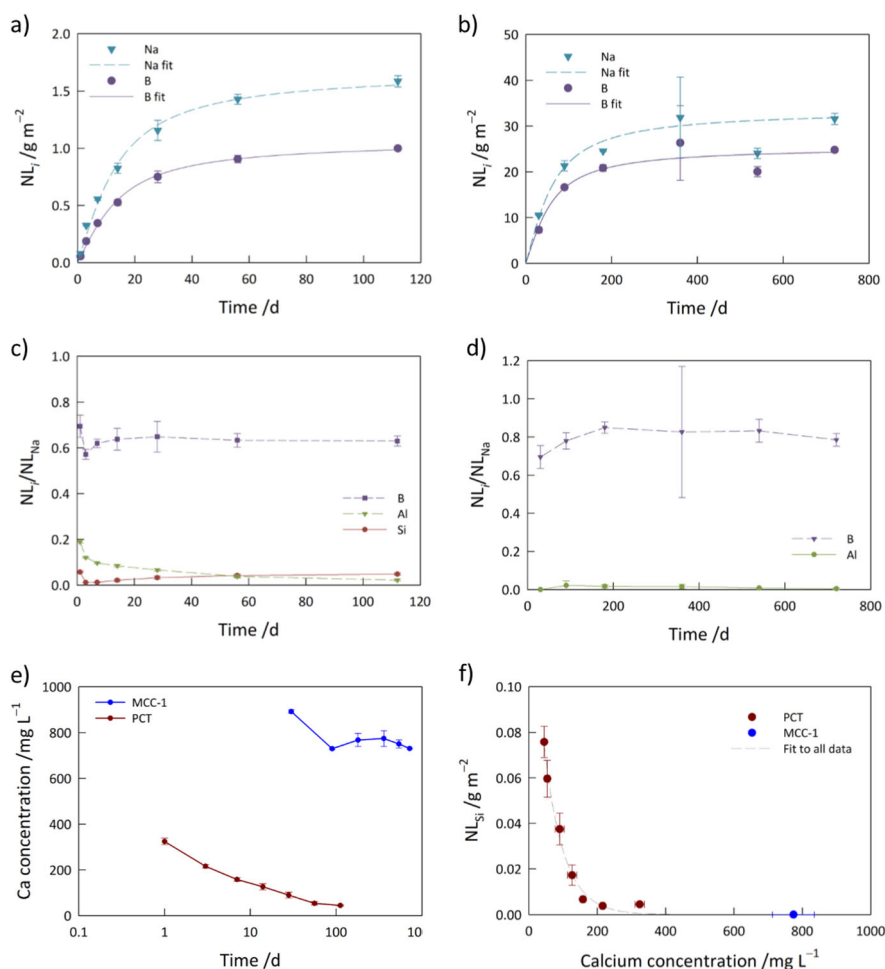 a)
2.0
1.5
1.0
0.5
0.0
NLᵢ /g m⁻²
Na
Na fit
B
B fit
0 20 40 60 80 100 120
Time /d
b)
50
40
30
20
10
0
NLᵢ /g m⁻²
Na
Na fit
B
B fit
0 200 400 600 800
Time /d
c)
1.0
0.8
0.6
0.4
0.2
0.0
NLᵢ/NL_Na
B
Al
Si
0 20 40 60 80 100 120
Time /d
d)
1.2
1.0
0.8
0.6
0.4
0.2
0.0
NLᵢ/NL_Na
B
Al
0 200 400 600 800
Time /d
e)
1000
800
600
400
200
0
Ca concentration /mg L⁻¹
MCC-1
PCT
0.1 1 10 100 10
Time /d
f)
0.10
0.08
0.06
0.04
0.02
0.00
NL_Si /g m⁻²
PCT
MCC-1
Fit to all data
0 200 400 600 800 1000
Calcium concentration /mg L⁻¹